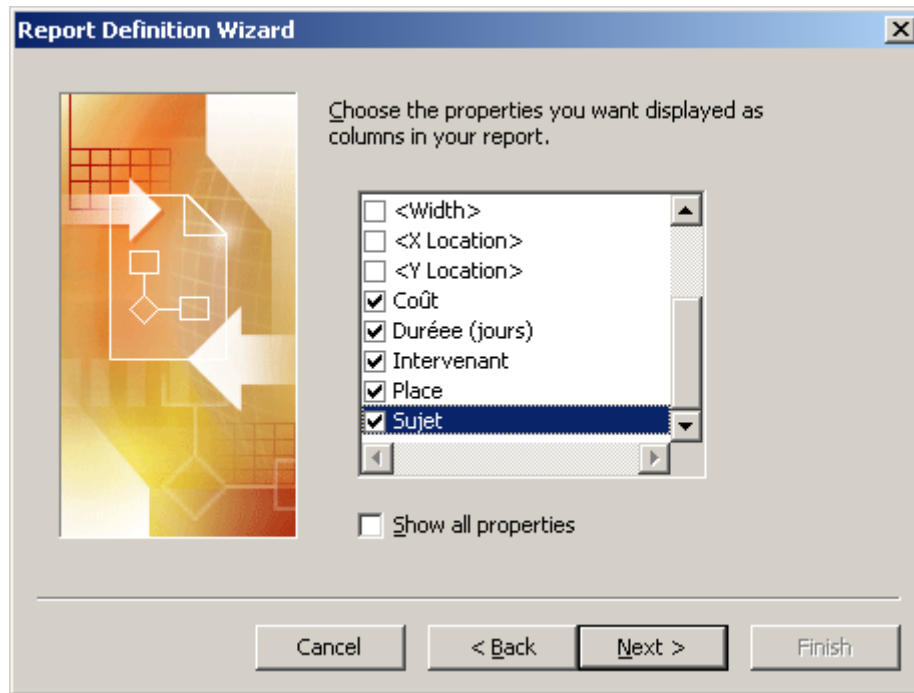 Report Definition Wizard
Choose the properties you want displayed as
columns in your report.
<Width>
<X Location>
<Y Location>
Coût
Duréee (jours)
Intervenant
Place
Sujet
Show all properties
Cancel
< Back
Next >
Finish